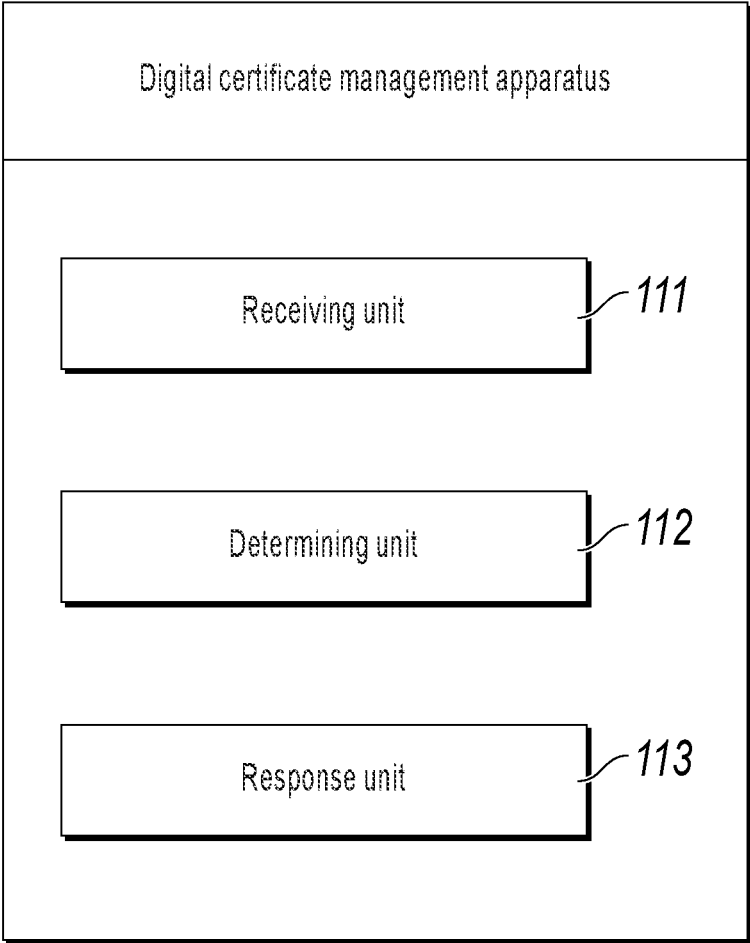 Digital certificate management apparatus
Receiving unit
111
Determining unit
112
Response unit
113